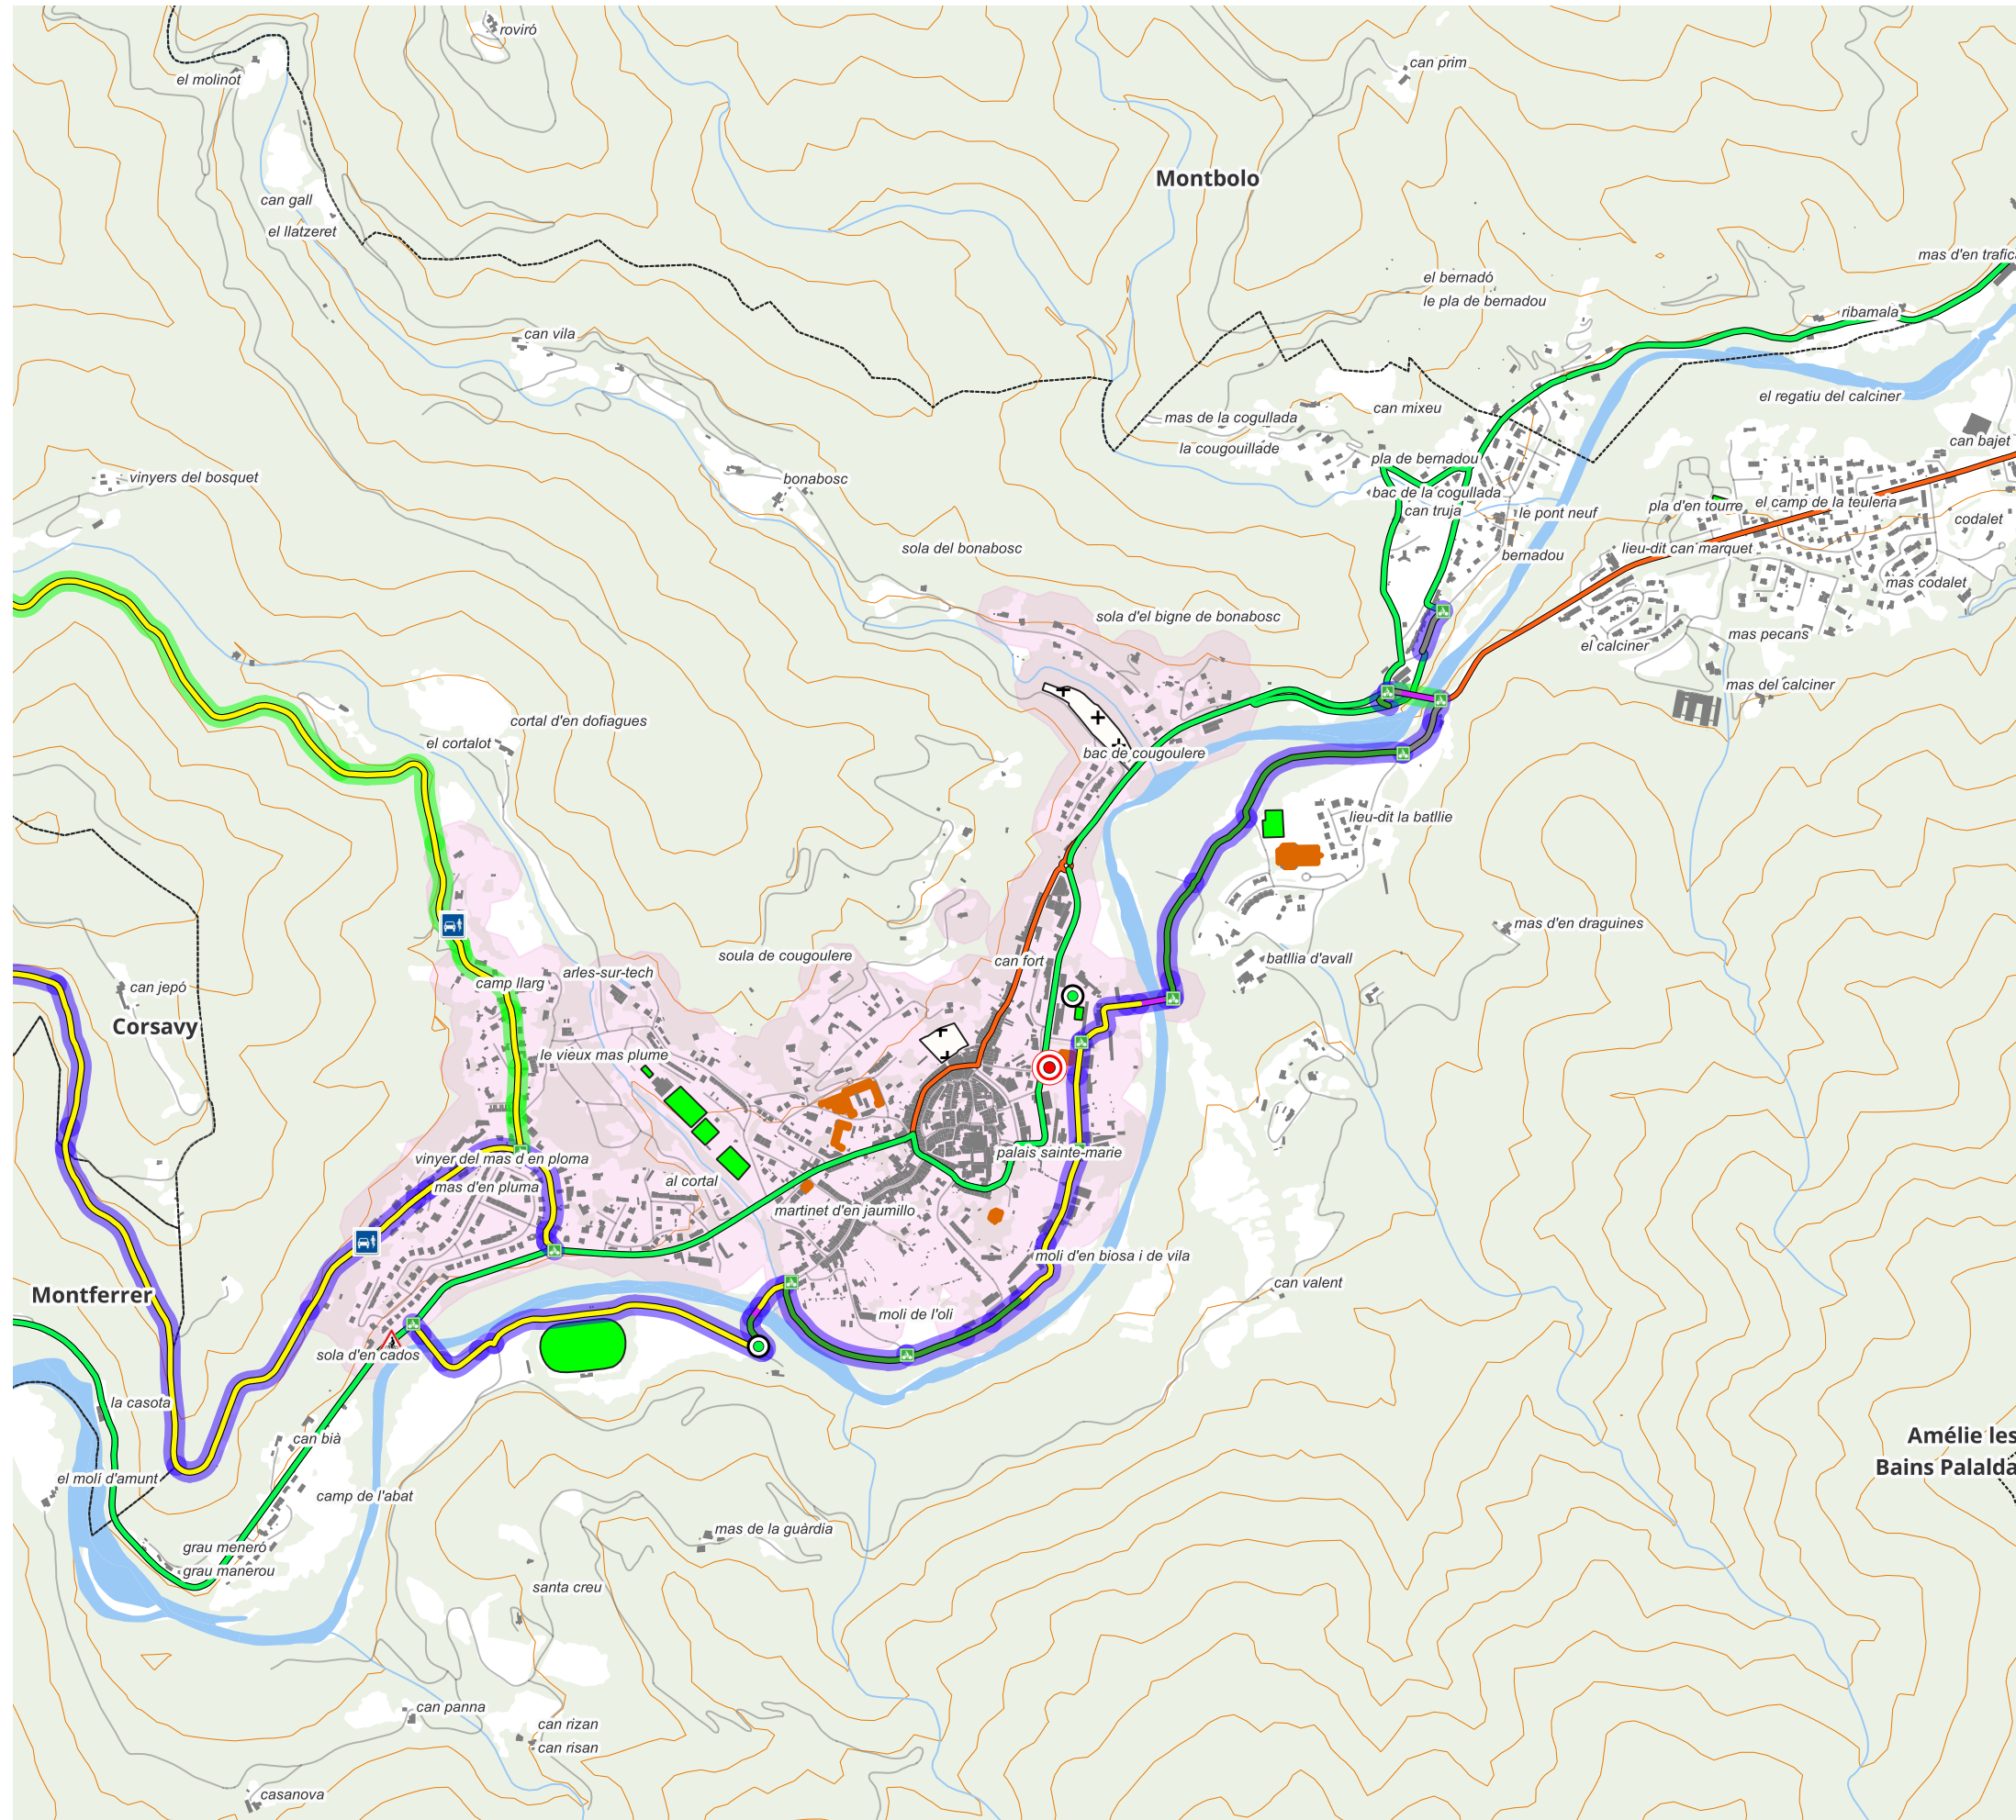 roviró
can prim
el molinot
Montbolo
can gall
el llatzeret
mas d'en trafic
el bernadó
le pla de bernadou
ribamala
can vila
el regatiu del calciner
can mixeu
mas de la cogullada
la cougouillade
can bajet
pla de bernadou
vinyers del bosquet
bonabosc
bac de la cogullada
can truja
le pont neuf
pla d'en tourre
el camp de la teuleria
codalet
sola del bonabosc
bernadou
lieu-dit can marquet
mas codalet
sola d'el bigne de bonabosc
mas pecans
el calciner
mas del calciner
cortal d'en dofiagues
el cortalot
bac de cougoulere
lieu-dit la batllie
mas d'en draguines
soula de cougoulere
can fort
batllia d'avall
arles-sur-tech
camp llarg
can jepó
Corsavy
le vieux mas plume
vinyer del mas d en ploma
palais sainte-marie
mas d'en pluma
al cortal
martinet d'en jaumillo
moli d'en biosa i de vila
can valent
Montferrer
moli de l'oli
sola d'en cados
la casota
can bià
Amélie les
Bains Palalda
el molí d'amunt
camp de l'abat
mas de la guàrdia
grau meneró
grau manerou
santa creu
can panna
can rizan
can risan
casanova